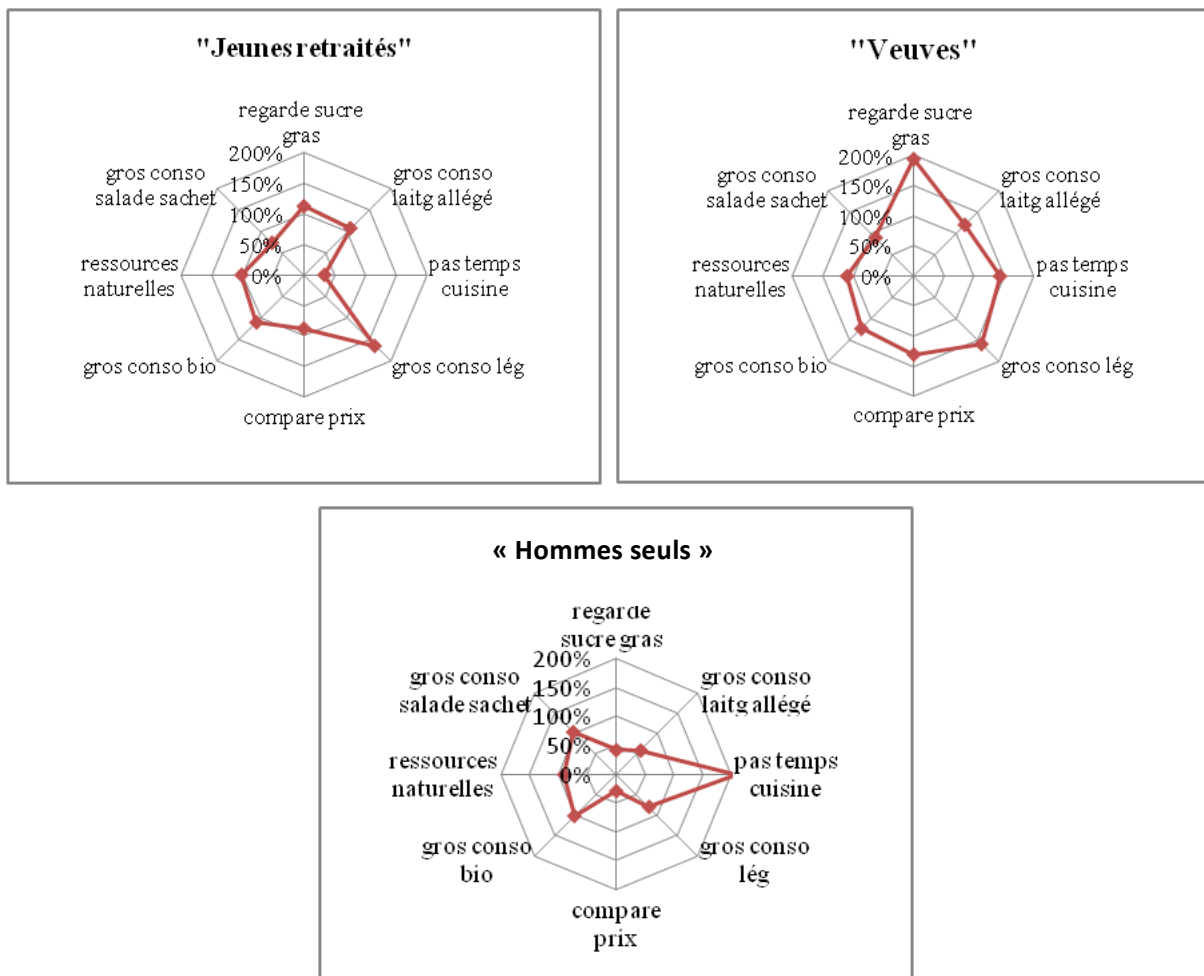 "Jeunes retraités"
regarde sucre
gras
200%
150%
100%
50%
0%
gros conso
laitg allégé
pas temps
cuisine
gros conso lég
compare prix
gros conso bio
ressources
naturelles
gros conso
salade sachet
"Veuves"
regarde sucre
gras
200%
150%
100%
50%
0%
gros conso
laitg allégé
pas temps
cuisine
gros conso lég
compare prix
gros conso bio
ressources
naturelles
gros conso
salade sachet
« Hommes seuls »
regarde
sucre gras
200%
150%
100%
50%
0%
gros conso
laitg allégé
pas temps
cuisine
gros conso
lég
compare
prix
gros conso
bio
ressources
naturelles
gros conso
salade sachet